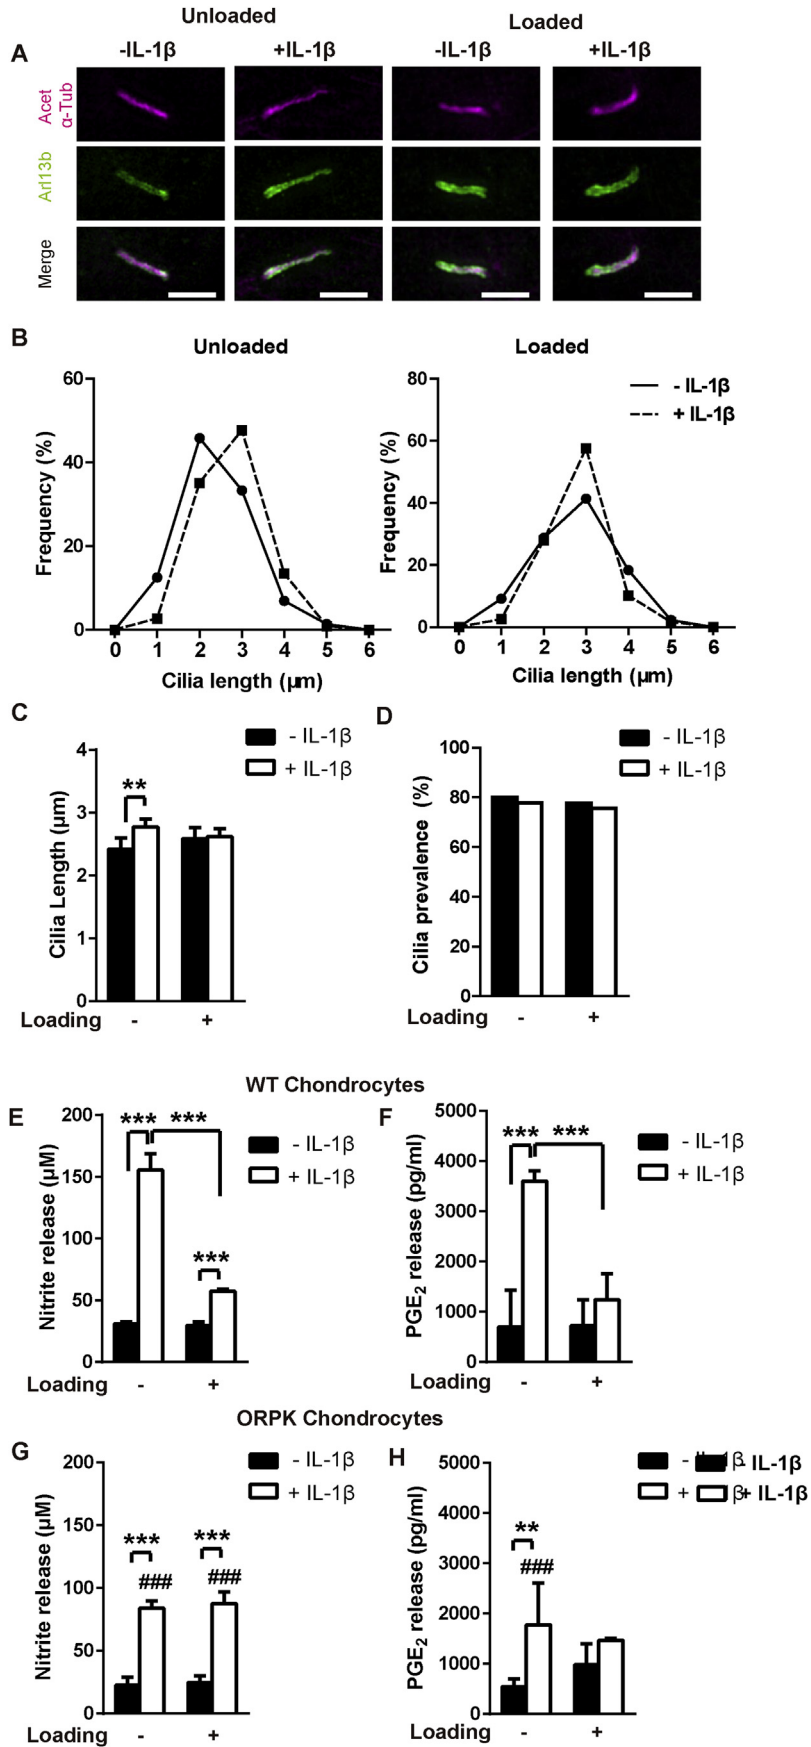 Unloaded
Loaded
A
-IL-1β
+IL-1β
-IL-1β
+IL-1β
Acet
α-Tub
Arl13b
Merge
B
Unloaded
Loaded
60
40
20
0
Frequency (%)
0 1 2 3 4 5 6
Cilia length (µm)
80
60
40
20
0
Frequency (%)
0 1 2 3 4 5 6
Cilia length (µm)
- IL-1β
+ IL-1β
C
4
3
2
1
0
Cilia Length (µm)
**
- IL-1β
+ IL-1β
Loading - +
D
100
80
60
40
20
0
Cilia prevalence (%)
- IL-1β
+ IL-1β
Loading - +
WT Chondrocytes
E
200
150
100
50
0
Nitrite release (µM)
*** ***
***
- IL-1β
+ IL-1β
Loading - +
F
5000
4000
3000
2000
1000
0
PGE2 release (pg/ml)
*** ***
- IL-1β
+ IL-1β
Loading - +
ORPK Chondrocytes
G
200
150
100
50
0
Nitrite release (µM)
*** ***
### ###
- IL-1β
+ IL-1β
Loading - +
H
5000
4000
3000
2000
1000
0
PGE2 release (pg/ml)
**
###
- IL-1β
+ IL-1β
Loading - +